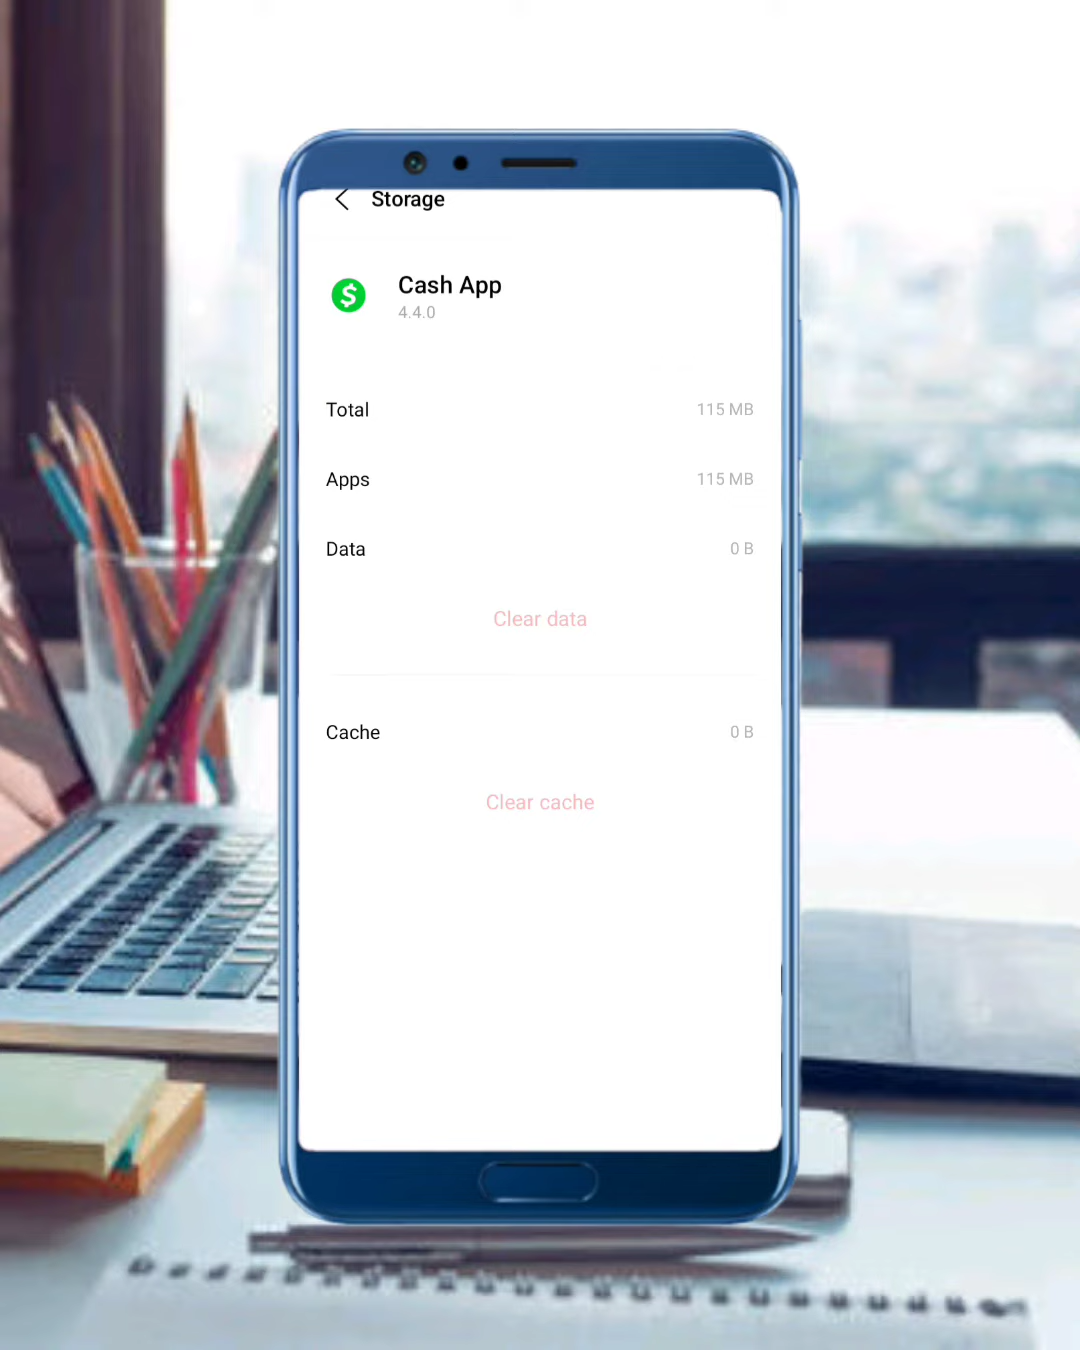 Storage
Cash App
4.4.0
Total 115 MB
Apps 115 MB
Data 0 B
Clear data
Cache 0 B
Clear cache